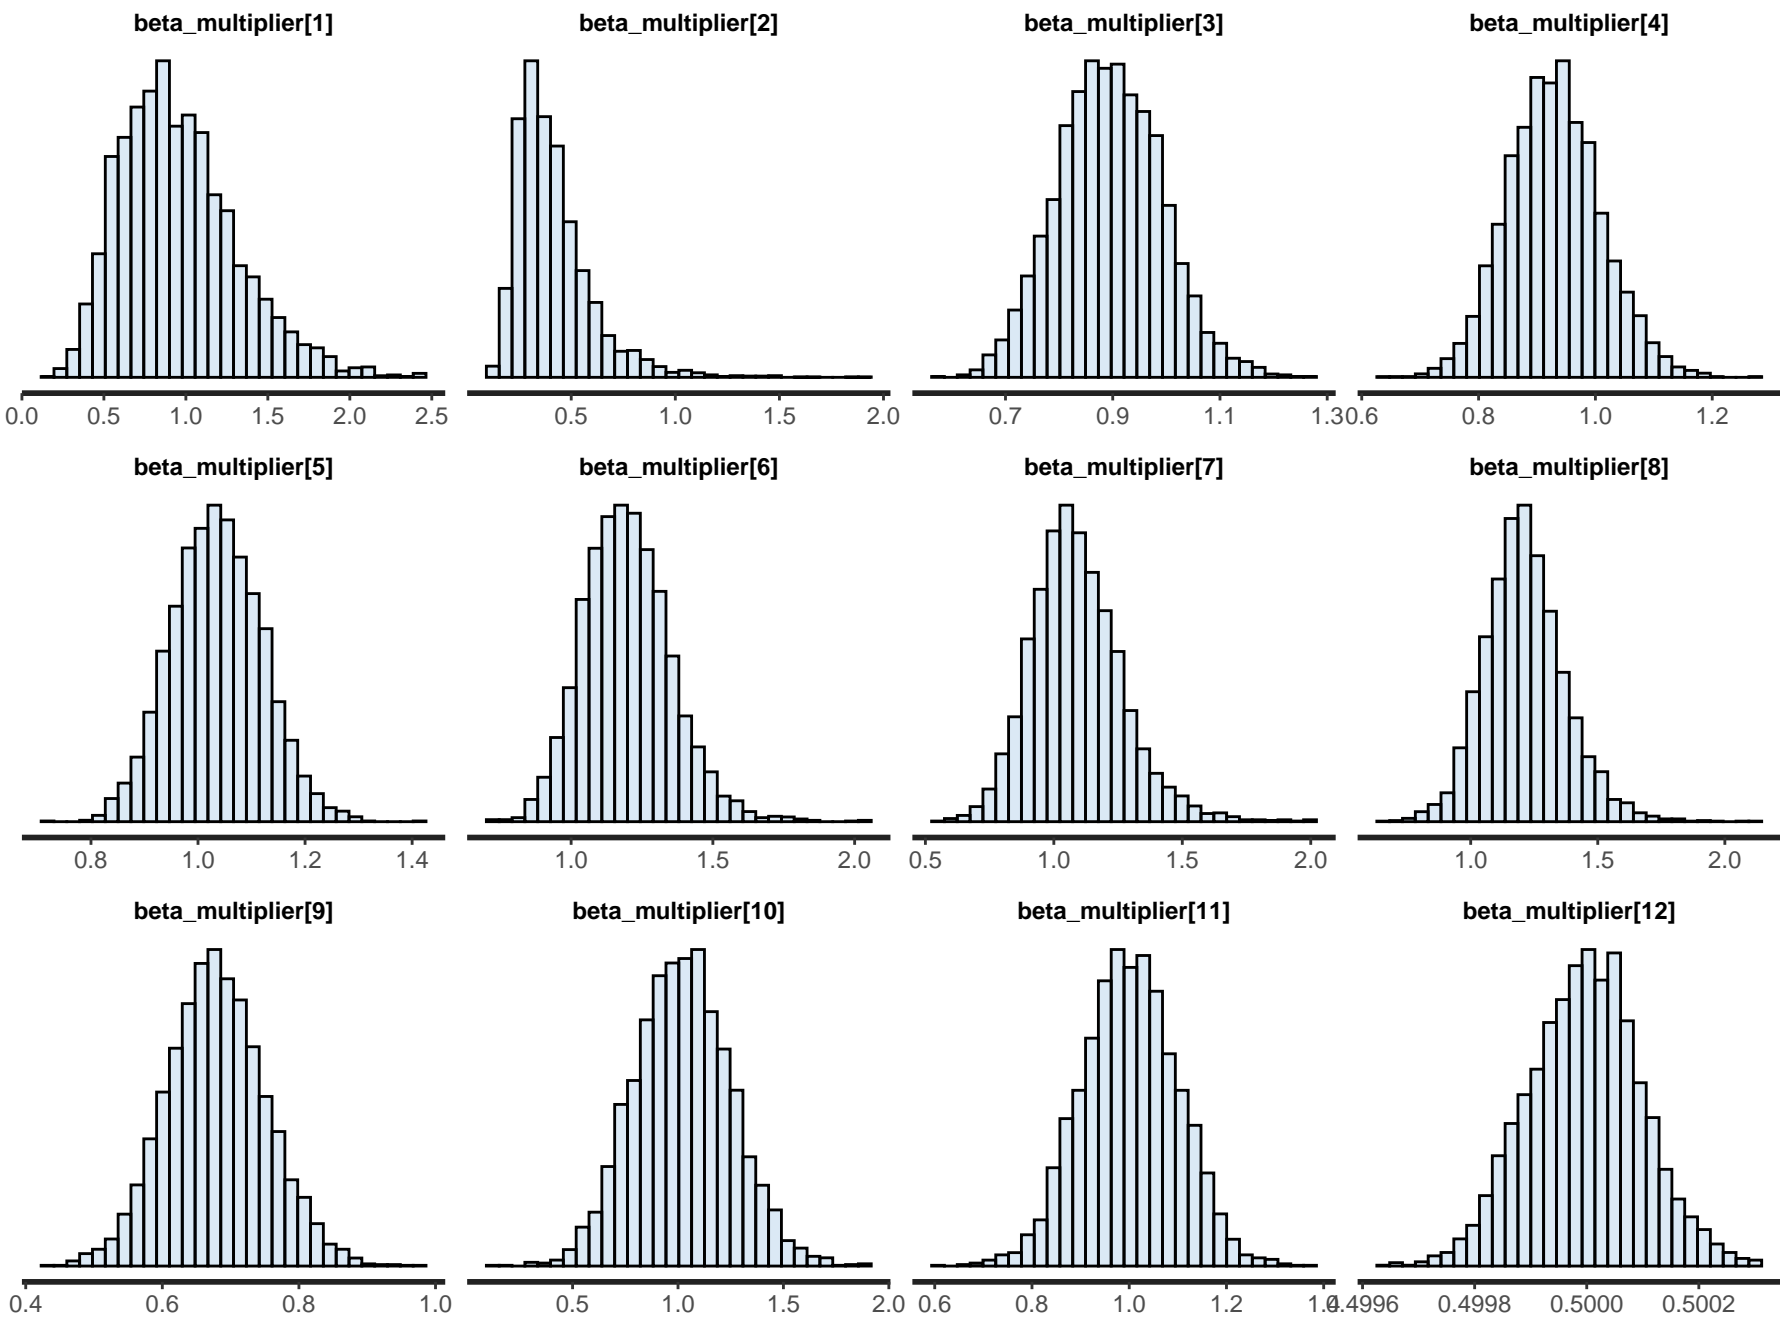 beta_multiplier[1] beta_multiplier[2] beta_multiplier[3] beta_multiplier[4]
0.0 0.5 1.0 1.5 2.0 2.5 0.5 1.0 1.5 2.0 0.7 0.9 1.1 1.3 0.6 0.8 1.0 1.2
beta_multiplier[5] beta_multiplier[6] beta_multiplier[7] beta_multiplier[8]
0.8 1.0 1.2 1.4 1.0 1.5 2.0 0.5 1.0 1.5 2.0 1.0 1.5 2.0
beta_multiplier[9] beta_multiplier[10] beta_multiplier[11] beta_multiplier[12]
0.4 0.6 0.8 1.0 0.5 1.0 1.5 2.0 0.6 0.8 1.0 1.2 1.4 0.4996 0.4998 0.5000 0.5002